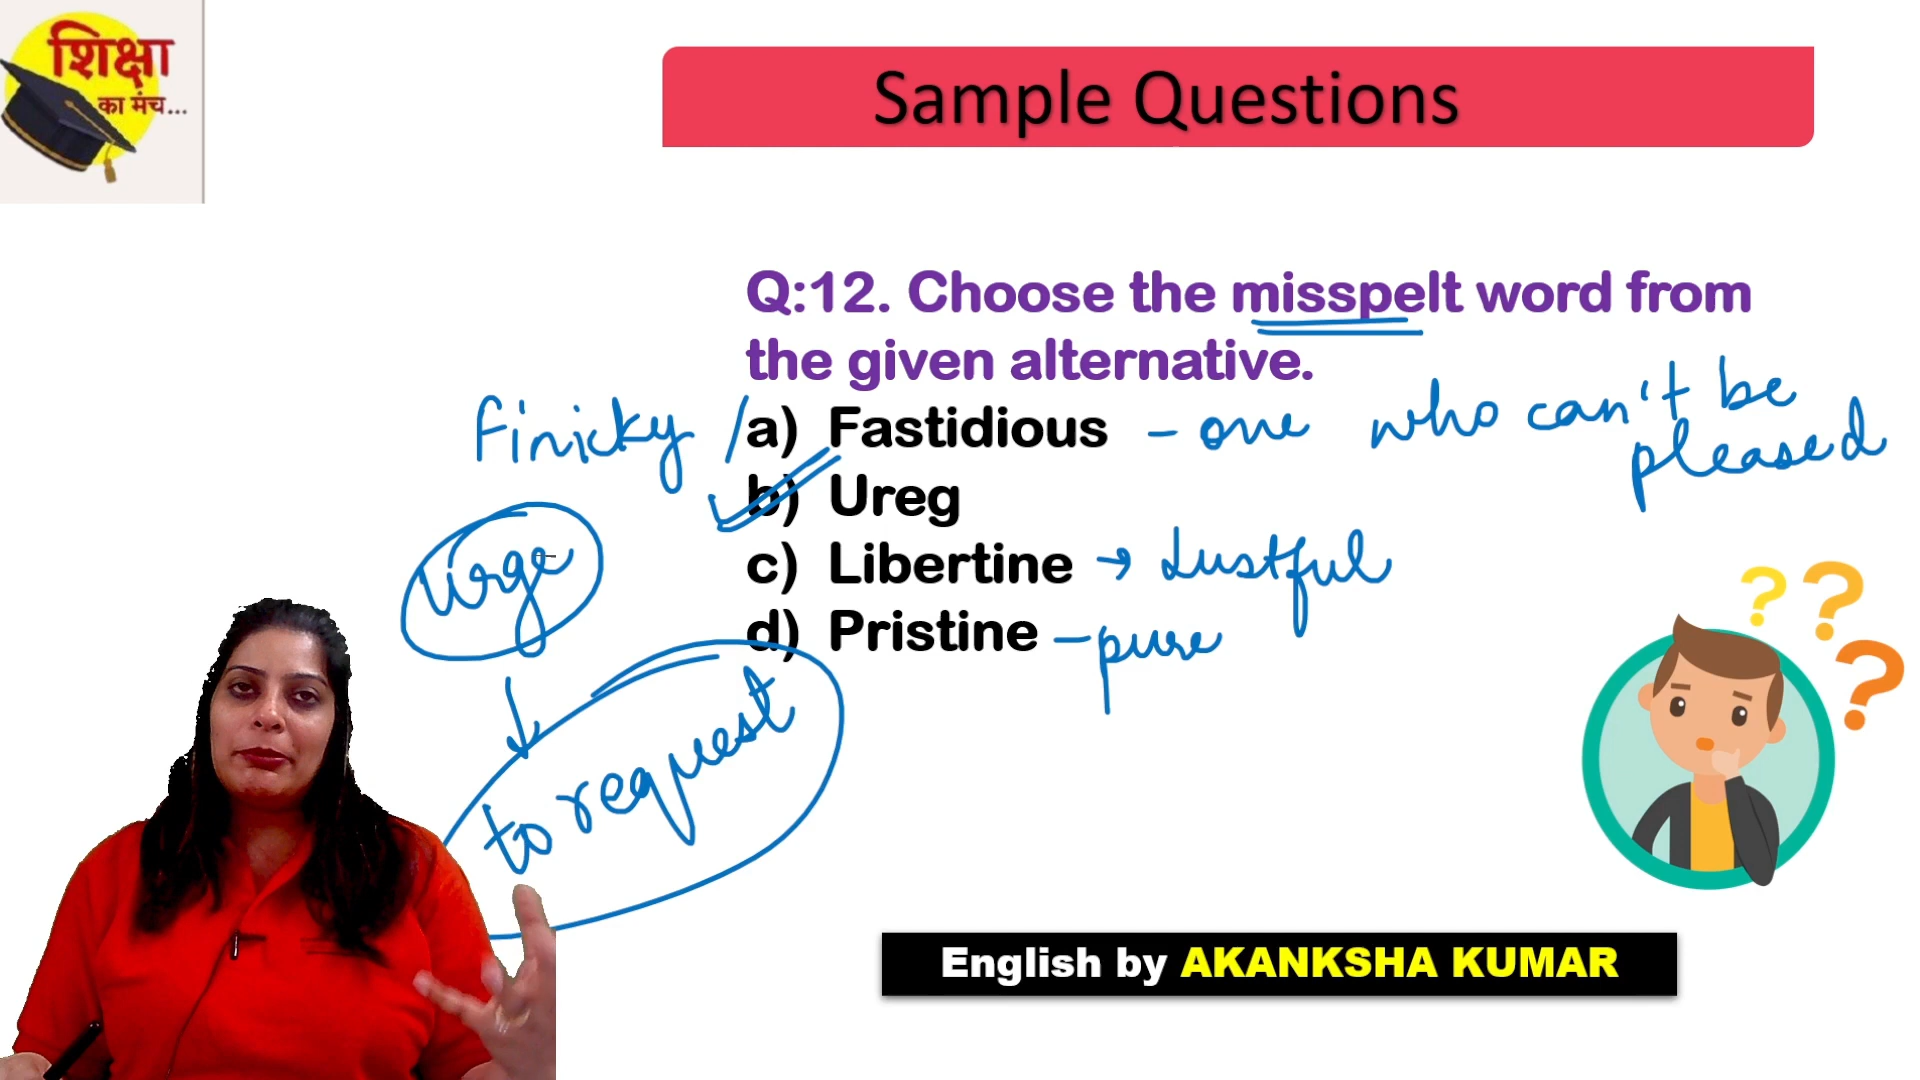 शिक्षा
का मंच...
Sample Questions
Q:12. Choose the misspelt word from
the given alternative.
Finicky / a) Fastidious - one who can't be
pleased
b) Ureg
Urge
c) Libertine → Lustful
d) Pristine - pure
to request
English by AKANKSHA KUMAR
? ? ?